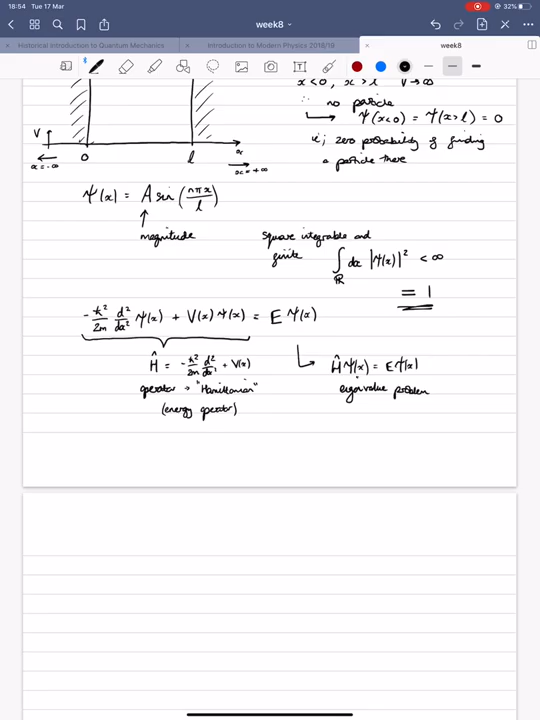 18:54 Tue 17 Mar
32%
week8
Historical introduction to Quantum Mechanics
Introduction to Modern Physics 2018/19
week8
x<0, x>l V→∞
∴ no particle
Ψ(x<0) = Ψ(x>l) = 0
ie; zero probability of finding
a particle there
V
x
x=-∞
0
l
x=+∞
Ψ(x) = A sin (nπx/l)
magnitude
square integrable and
finite
∫_ℝ dx |Ψ(x)|² < ∞
= 1
-ħ²/2m d²/dx² Ψ(x) + V(x)Ψ(x) = E Ψ(x)
Ĥ = -ħ²/2m d²/dx² + V(x)
ĤΨ(x) = EΨ(x)
operator → "Hamiltonian"
eigenvalue problem
(energy operator)